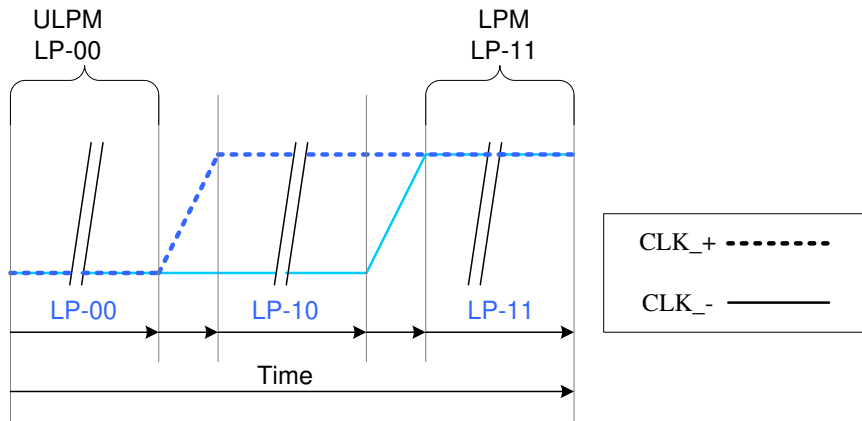 ULPM
LP-00
LPM
LP-11
CLK_+
CLK_-
LP-00
LP-10
LP-11
Time